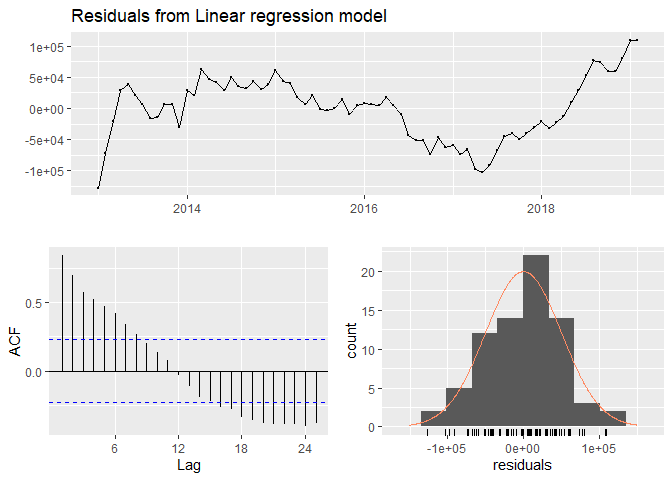 Residuals from Linear regression model
1e+05
5e+04
0e+00
-5e+04
-1e+05
2014 2016 2018
ACF
0.5
0.0
6 12 18 24
Lag
count
20
15
10
5
0
-1e+05 0e+00 1e+05
residuals